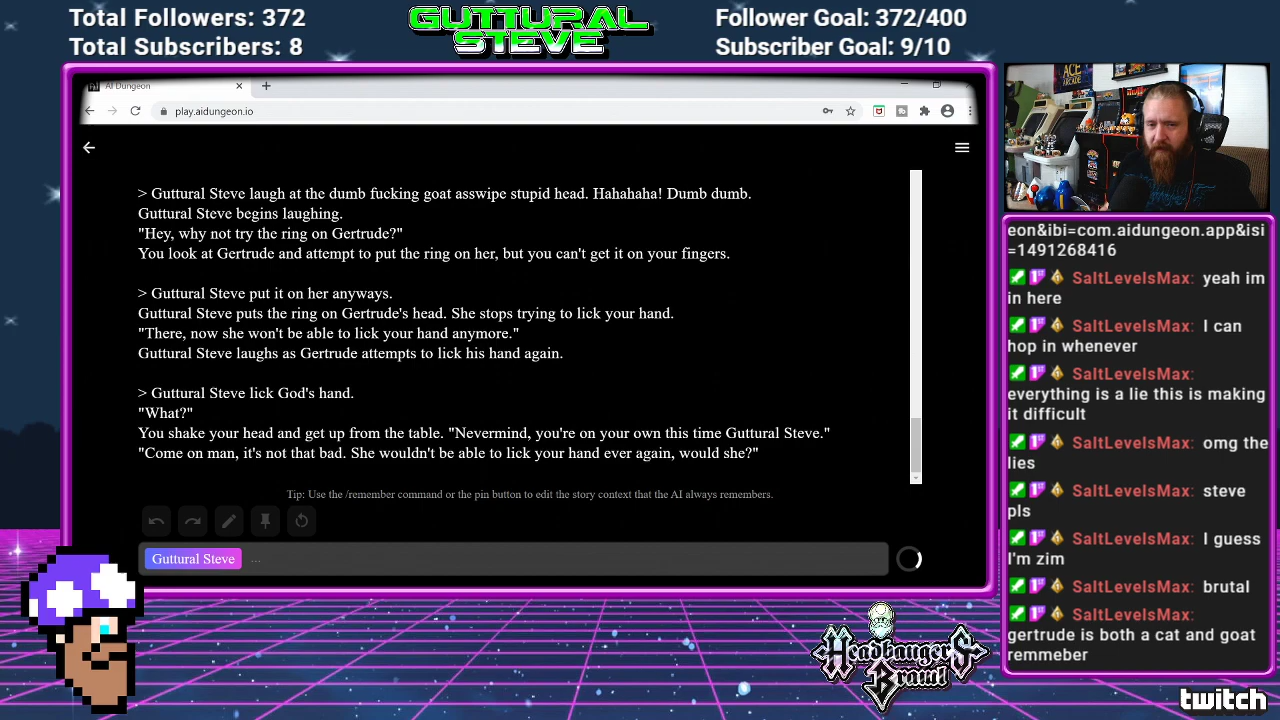 Total Followers: 372
Total Subscribers: 8
GUTTURAL
STEVE
Follower Goal: 372/400
Subscriber Goal: 9/10
AI Dungeon
play.aidungeon.io
> Guttural Steve laugh at the dumb fucking goat asswipe stupid head. Hahahaha! Dumb dumb.
Guttural Steve begins laughing.
"Hey, why not try the ring on Gertrude?"
You look at Gertrude and attempt to put the ring on her, but you can't get it on your fingers.
> Guttural Steve put it on her anyways.
Guttural Steve puts the ring on Gertrude's head. She stops trying to lick your hand.
"There, now she won't be able to lick your hand anymore."
Guttural Steve laughs as Gertrude attempts to lick his hand again.
> Guttural Steve lick God's hand.
"What?"
You shake your head and get up from the table. "Nevermind, you're on your own this time Guttural Steve."
"Come on man, it's not that bad. She wouldn't be able to lick your hand ever again, would she?"
Tip: Use the /remember command or the pin button to edit the story context that the AI always remembers.
Guttural Steve ...
ACE
ARCADE
eon&ibi=com.aidungeon.app&isi
=1491268416
SaltLevelsMax: yeah im
in here
SaltLevelsMax: I can
hop in whenever
SaltLevelsMax:
everything is a lie this is making
it difficult
SaltLevelsMax: omg the
lies
SaltLevelsMax: steve
pls
SaltLevelsMax: I guess
I'm zim
SaltLevelsMax: brutal
SaltLevelsMax:
gertrude is both a cat and goat
remmeber
Headbangers
Brawl
twitch